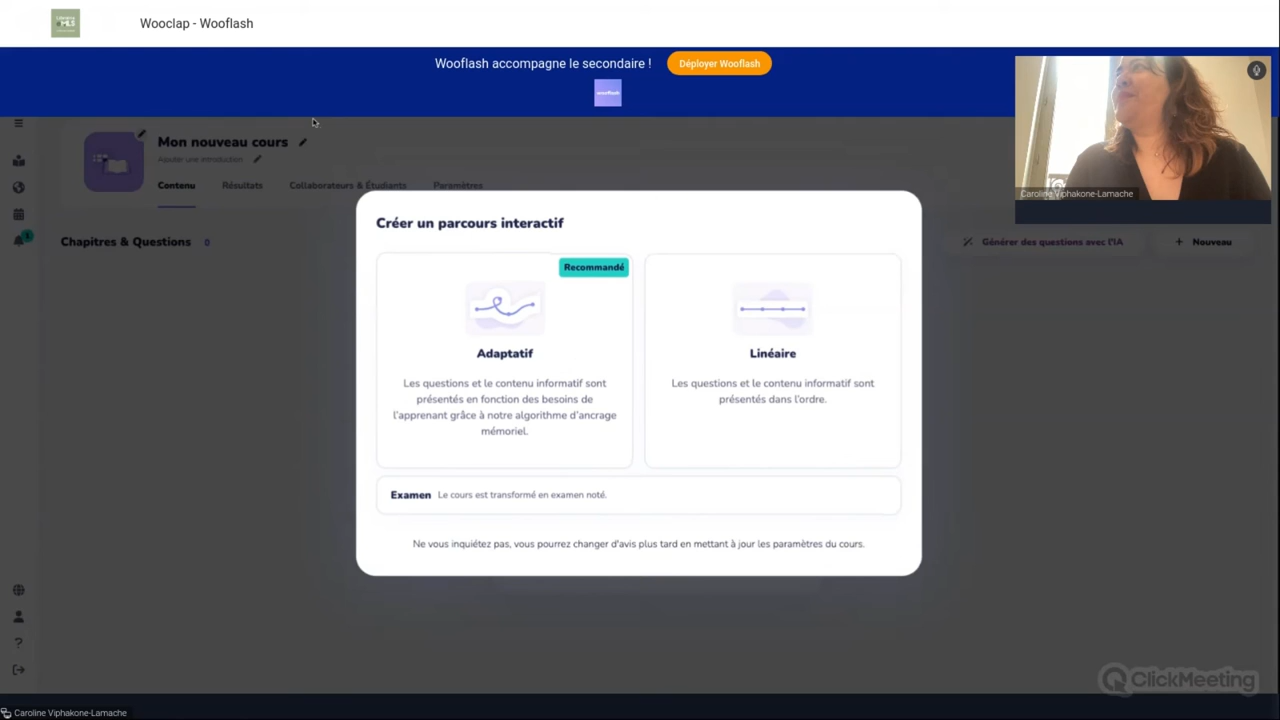 Wooclap - Wooflash
Wooflash accompagne le secondaire !
Déployer Wooflash
wooflash
Mon nouveau cours
Ajouter une introduction
Contenu
Résultats
Collaborateurs & Étudiants
Paramètres
Caroline Viphakone-Lamache
Chapitres & Questions 0
Générer des questions avec l'IA
+ Nouveau
Créer un parcours interactif
Recommandé
Adaptatif
Les questions et le contenu informatif sont
présentés en fonction des besoins de
l'apprenant grâce à notre algorithme d'ancrage
mémoriel.
Linéaire
Les questions et le contenu informatif sont
présentés dans l'ordre.
Examen Le cours est transformé en examen noté.
Ne vous inquiétez pas, vous pourrez changer d'avis plus tard en mettant à jour les paramètres du cours.
?
ClickMeeting
Caroline Viphakone-Lamache